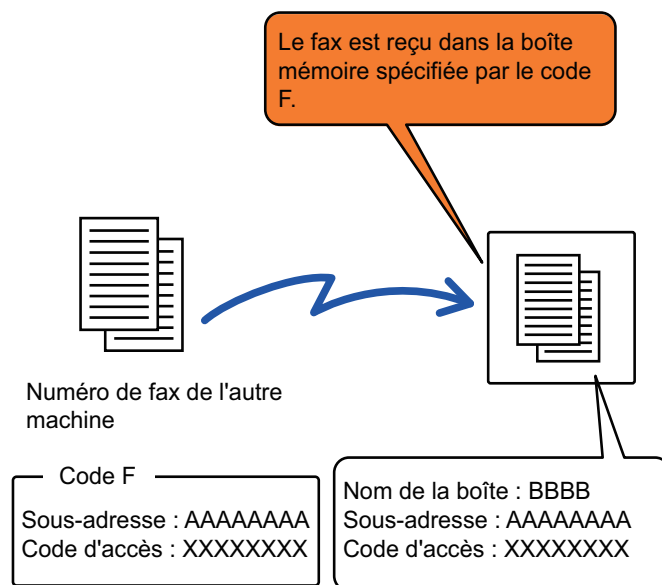 Le fax est reçu dans la boîte
mémoire spécifiée par le code
F.
Numéro de fax de l'autre
machine
Code F
Sous-adresse : AAAAAAAA
Code d'accès : XXXXXXXX
Nom de la boîte : BBBB
Sous-adresse : AAAAAAAA
Code d'accès : XXXXXXXX